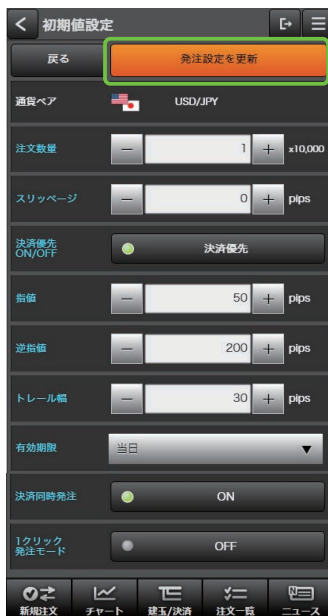 初期値設定
戻る
発注設定を更新
通貨ペア
USD/JPY
注文数量
1
x10,000
スリッページ
0
pips
決済優先
ON/OFF
決済優先
指値
50
pips
逆指値
200
pips
トレール幅
30
pips
有効期限
当日
決済同時発注
ON
1クリック
発注モード
OFF
新規注文
チャート
建玉/決済
注文一覧
ニュース